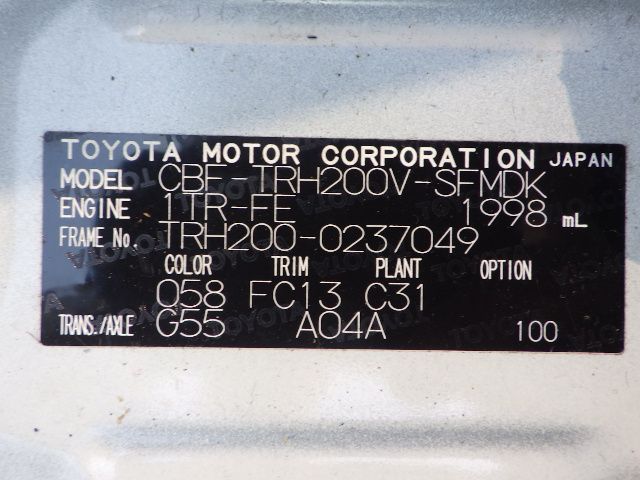 TOYOTA MOTOR CORPORATION JAPAN
MODEL CBF-TRH200V-SFMDK
ENGINE 1TR-FE 1998 mL
FRAME No. TRH200-0237049
COLOR TRIM PLANT OPTION
058 FC13 C31
TRANS./AXLE G55 A04A 100